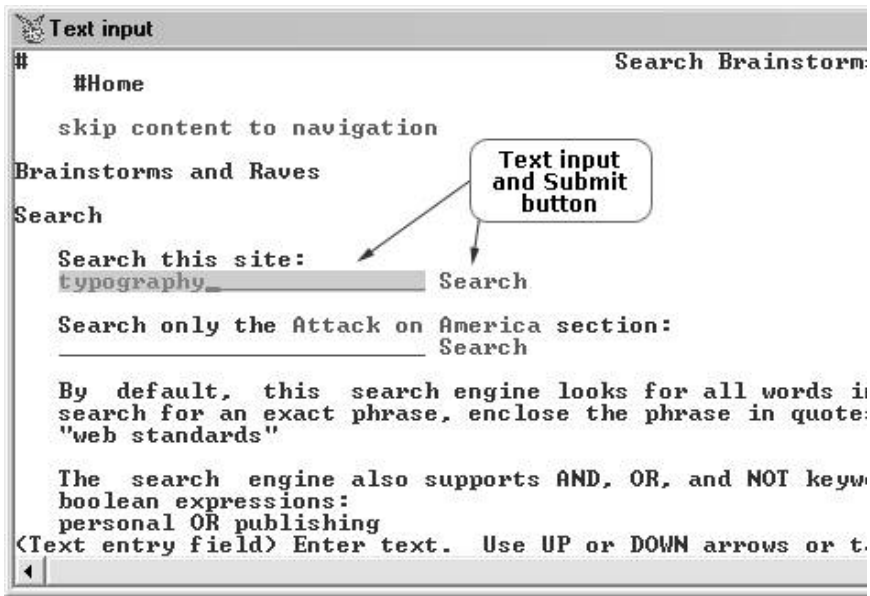 Text input
# Search Brainstorm
#Home
skip content to navigation
Brainstorms and Raves
Text input
and Submit
button
Search
Search this site:
typography_ Search
Search only the Attack on America section:
Search
By default, this search engine looks for all words
search for an exact phrase, enclose the phrase in
"web standards"
The search engine also supports AND, OR, and NOT
boolean expressions:
personal OR publishing
(Text entry field) Enter text. Use UP or DOWN arrows or